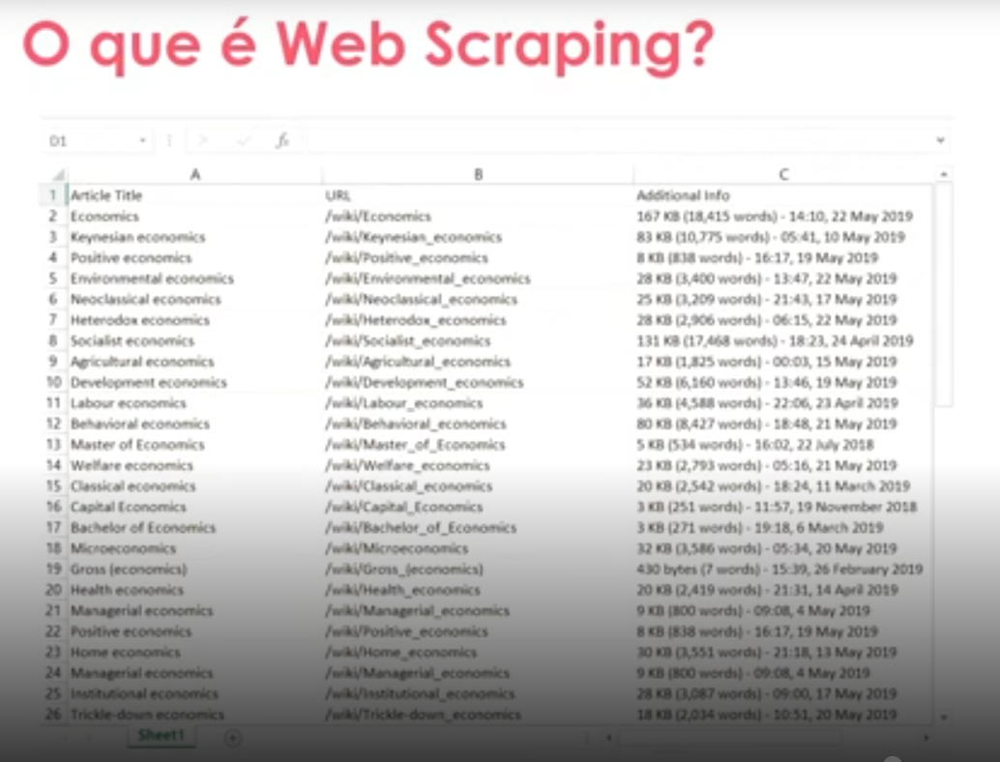 O que é Web Scraping?
D1 fx
A B C
1 Article Title URL Additional Info
2 Economics /wiki/Economics 167 KB (18,415 words) - 14:10, 22 May 2019
3 Keynesian economics /wiki/Keynesian_economics 83 KB (10,775 words) - 05:41, 10 May 2019
4 Positive economics /wiki/Positive_economics 8 KB (838 words) - 16:17, 19 May 2019
5 Environmental economics /wiki/Environmental_economics 28 KB (3,400 words) - 13:47, 22 May 2019
6 Neoclassical economics /wiki/Neoclassical_economics 25 KB (3,209 words) - 21:43, 17 May 2019
7 Heterodox economics /wiki/Heterodox_economics 28 KB (2,906 words) - 06:15, 22 May 2019
8 Socialist economics /wiki/Socialist_economics 131 KB (17,468 words) - 18:23, 24 April 2019
9 Agricultural economics /wiki/Agricultural_economics 17 KB (1,825 words) - 00:03, 15 May 2019
10 Development economics /wiki/Development_economics 52 KB (6,160 words) - 13:46, 19 May 2019
11 Labour economics /wiki/Labour_economics 36 KB (4,588 words) - 22:06, 23 April 2019
12 Behavioral economics /wiki/Behavioral_economics 80 KB (8,427 words) - 18:48, 21 May 2019
13 Master of Economics /wiki/Master_of_Economics 5 KB (534 words) - 16:02, 22 July 2018
14 Welfare economics /wiki/Welfare_economics 23 KB (2,793 words) - 05:16, 21 May 2019
15 Classical economics /wiki/Classical_economics 20 KB (2,542 words) - 18:24, 11 March 2019
16 Capital Economics /wiki/Capital_Economics 3 KB (251 words) - 11:57, 19 November 2018
17 Bachelor of Economics /wiki/Bachelor_of_Economics 3 KB (271 words) - 19:18, 6 March 2019
18 Microeconomics /wiki/Microeconomics 32 KB (3,586 words) - 05:34, 20 May 2019
19 Gross (economics) /wiki/Gross_(economics) 430 bytes (7 words) - 15:39, 26 February 2019
20 Health economics /wiki/Health_economics 20 KB (2,419 words) - 21:31, 14 April 2019
21 Managerial economics /wiki/Managerial_economics 9 KB (800 words) - 09:08, 4 May 2019
22 Positive economics /wiki/Positive_economics 8 KB (838 words) - 16:17, 19 May 2019
23 Home economics /wiki/Home_economics 30 KB (3,551 words) - 21:18, 13 May 2019
24 Managerial economics /wiki/Managerial_economics 9 KB (800 words) - 09:08, 4 May 2019
25 Institutional economics /wiki/Institutional_economics 28 KB (3,087 words) - 09:00, 17 May 2019
26 Trickle-down economics /wiki/Trickle-down_economics 18 KB (2,034 words) - 10:51, 20 May 2019
Sheet1